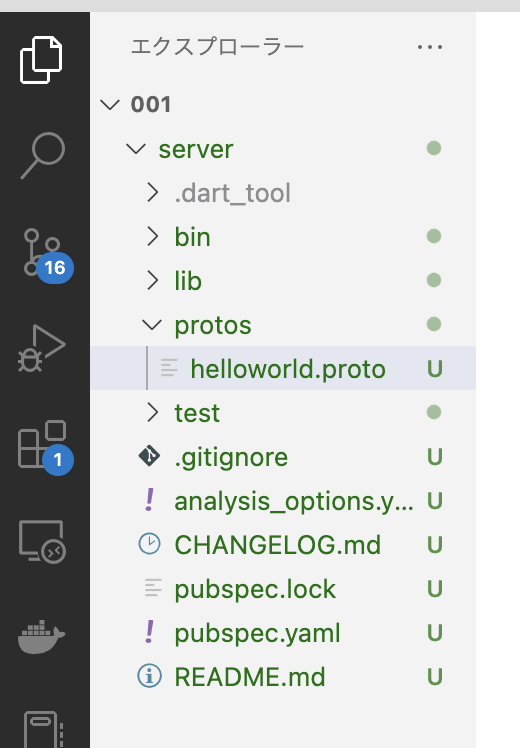 エクスプローラー ...
001
server
.dart_tool
bin
16
lib
protos
helloworld.proto U
test
.gitignore U
1
analysis_options.y... U
CHANGELOG.md U
pubspec.lock U
pubspec.yaml U
README.md U